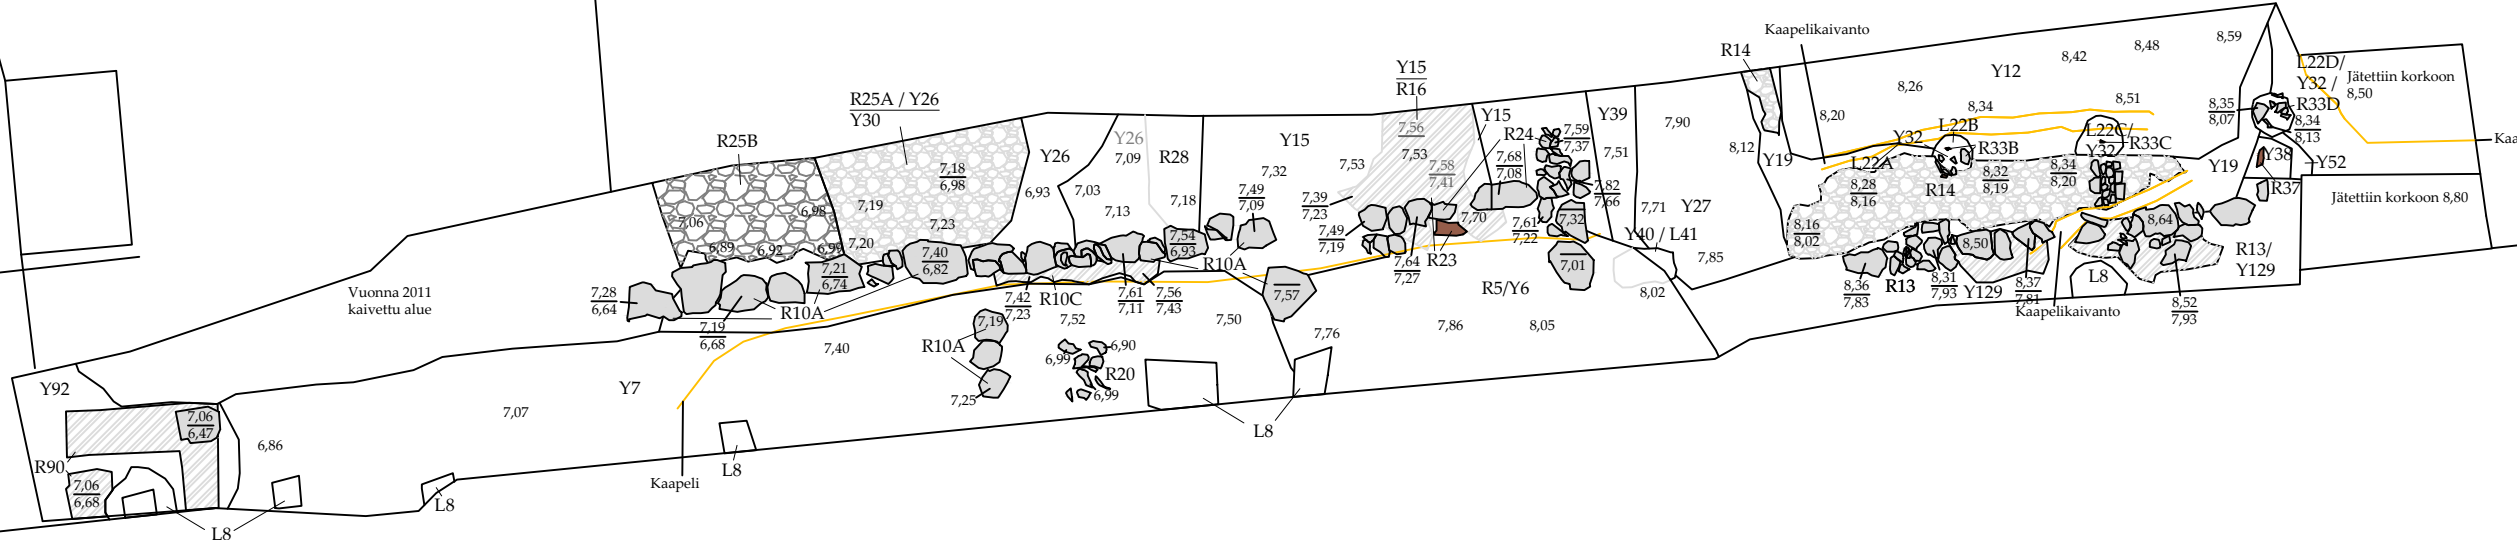 Y92
R90
7,06
6,47
7,06
6,68
L8
6,86
L8
7,07
Vuonna 2011
kaivettu alue
Y7
Kaapeli
L8
R25B
7,06
6,89
6,92
6,98
6,99
7,28
6,64
7,19
6,68
R10A
7,21
6,74
7,40
R25A / Y26
Y30
7,18
6,98
7,19
7,23
7,20
7,40
6,82
Y26
6,93
7,03
Y26
7,09
7,13
R28
7,18
7,54
6,93
R10A
7,49
7,09
7,42
7,23
R10C
7,52
7,61
7,11
7,56
7,43
7,50
R10A
7,19
7,25
6,99
6,90
R20
6,99
L8
7,57
7,76
Y15
7,32
Y15
R16
7,56
7,53
7,53
7,58
7,41
7,39
7,23
7,49
7,19
7,64
7,27
R23
7,70
Y15
R24
7,68
7,08
7,59
7,37
7,82
7,66
7,61
7,22
7,32
7,01
R5/Y6
7,86
8,05
Y39
7,51
7,90
7,71
Y27
Y40 / L41
7,85
8,02
R14
8,12
Y19
Kaapelikaivanto
8,20
8,26
Y12
8,42
8,48
8,59
8,34
8,51
Y32
L22B
R33B
L22A
R14
8,28
8,16
8,32
8,19
8,34
8,20
L22C/
Y32
R33C
8,16
8,02
8,36
7,83
R13
8,31
7,93
8,50
Y129
8,37
7,81
Kaapelikaivanto
L8
8,64
8,52
7,93
R13/
Y129
Y19
8,35
8,07
L22D/
Y32 /
R33D
8,34
8,13
Y38
R37
Y52
Jätettiin korkoon
8,50
Jätettiin korkoon 8,80
Kaa